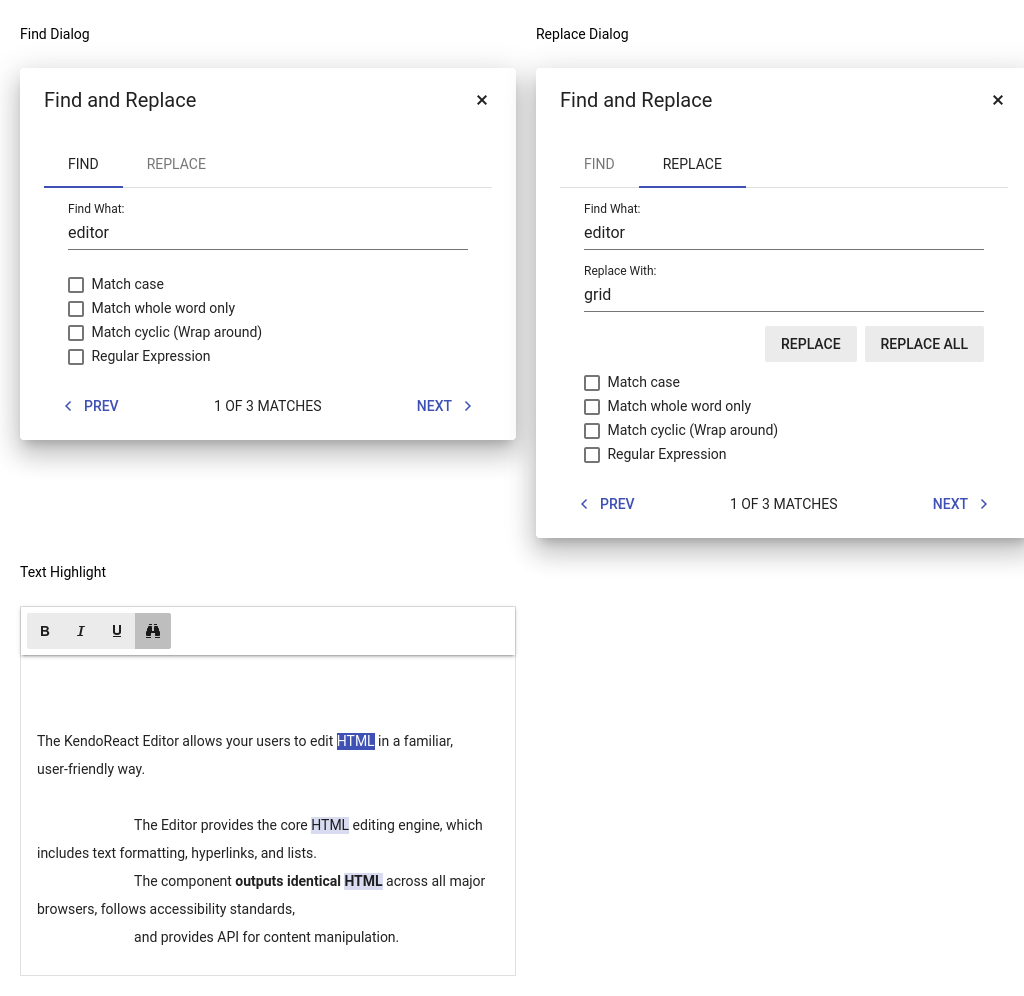 Find Dialog
Find and Replace
×
FIND REPLACE
Find What:
editor
Match case
Match whole word only
Match cyclic (Wrap around)
Regular Expression
PREV 1 OF 3 MATCHES NEXT
Replace Dialog
Find and Replace
×
FIND REPLACE
Find What:
editor
Replace With:
grid
REPLACE REPLACE ALL
Match case
Match whole word only
Match cyclic (Wrap around)
Regular Expression
PREV 1 OF 3 MATCHES NEXT
Text Highlight
B I U
The KendoReact Editor allows your users to edit HTML in a familiar,
user-friendly way.
The Editor provides the core HTML editing engine, which
includes text formatting, hyperlinks, and lists.
The component outputs identical HTML across all major
browsers, follows accessibility standards,
and provides API for content manipulation.